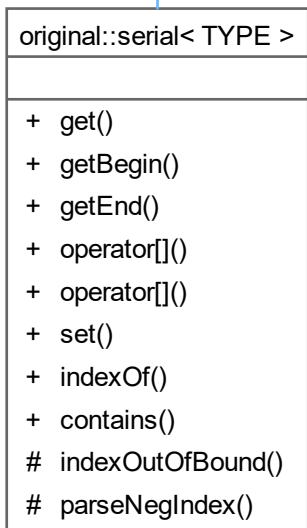 original::serial< TYPE >
+ get()
+ getBegin()
+ getEnd()
+ operator[]()
+ operator[]()
+ set()
+ indexOf()
+ contains()
# indexOutOfBound()
# parseNegIndex()